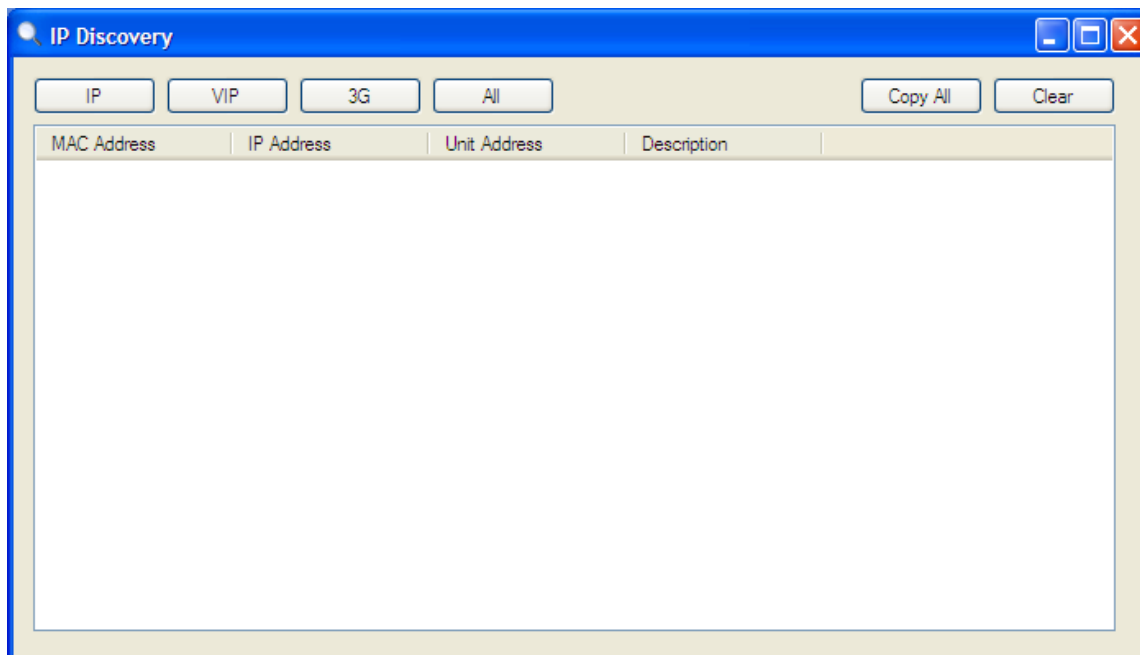 IP Discovery
IP VIP 3G All Copy All Clear
MAC Address IP Address Unit Address Description